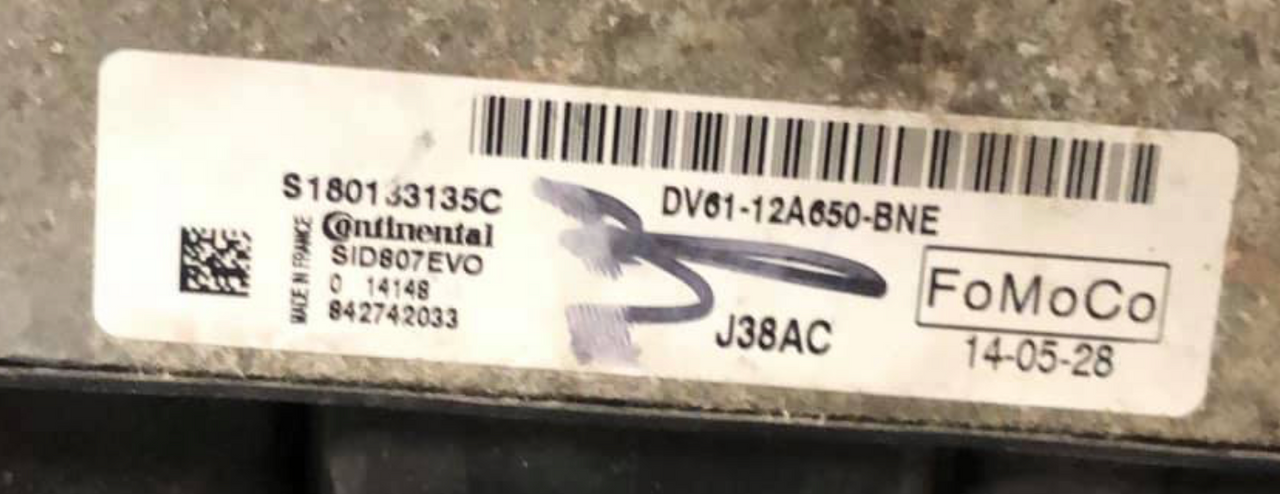 S180133135C
DV61-12A650-BNE
Continental
SID807EVO
MADE IN FRANCE
0 14148
842742033
FoMoCo
J38AC
14-05-28